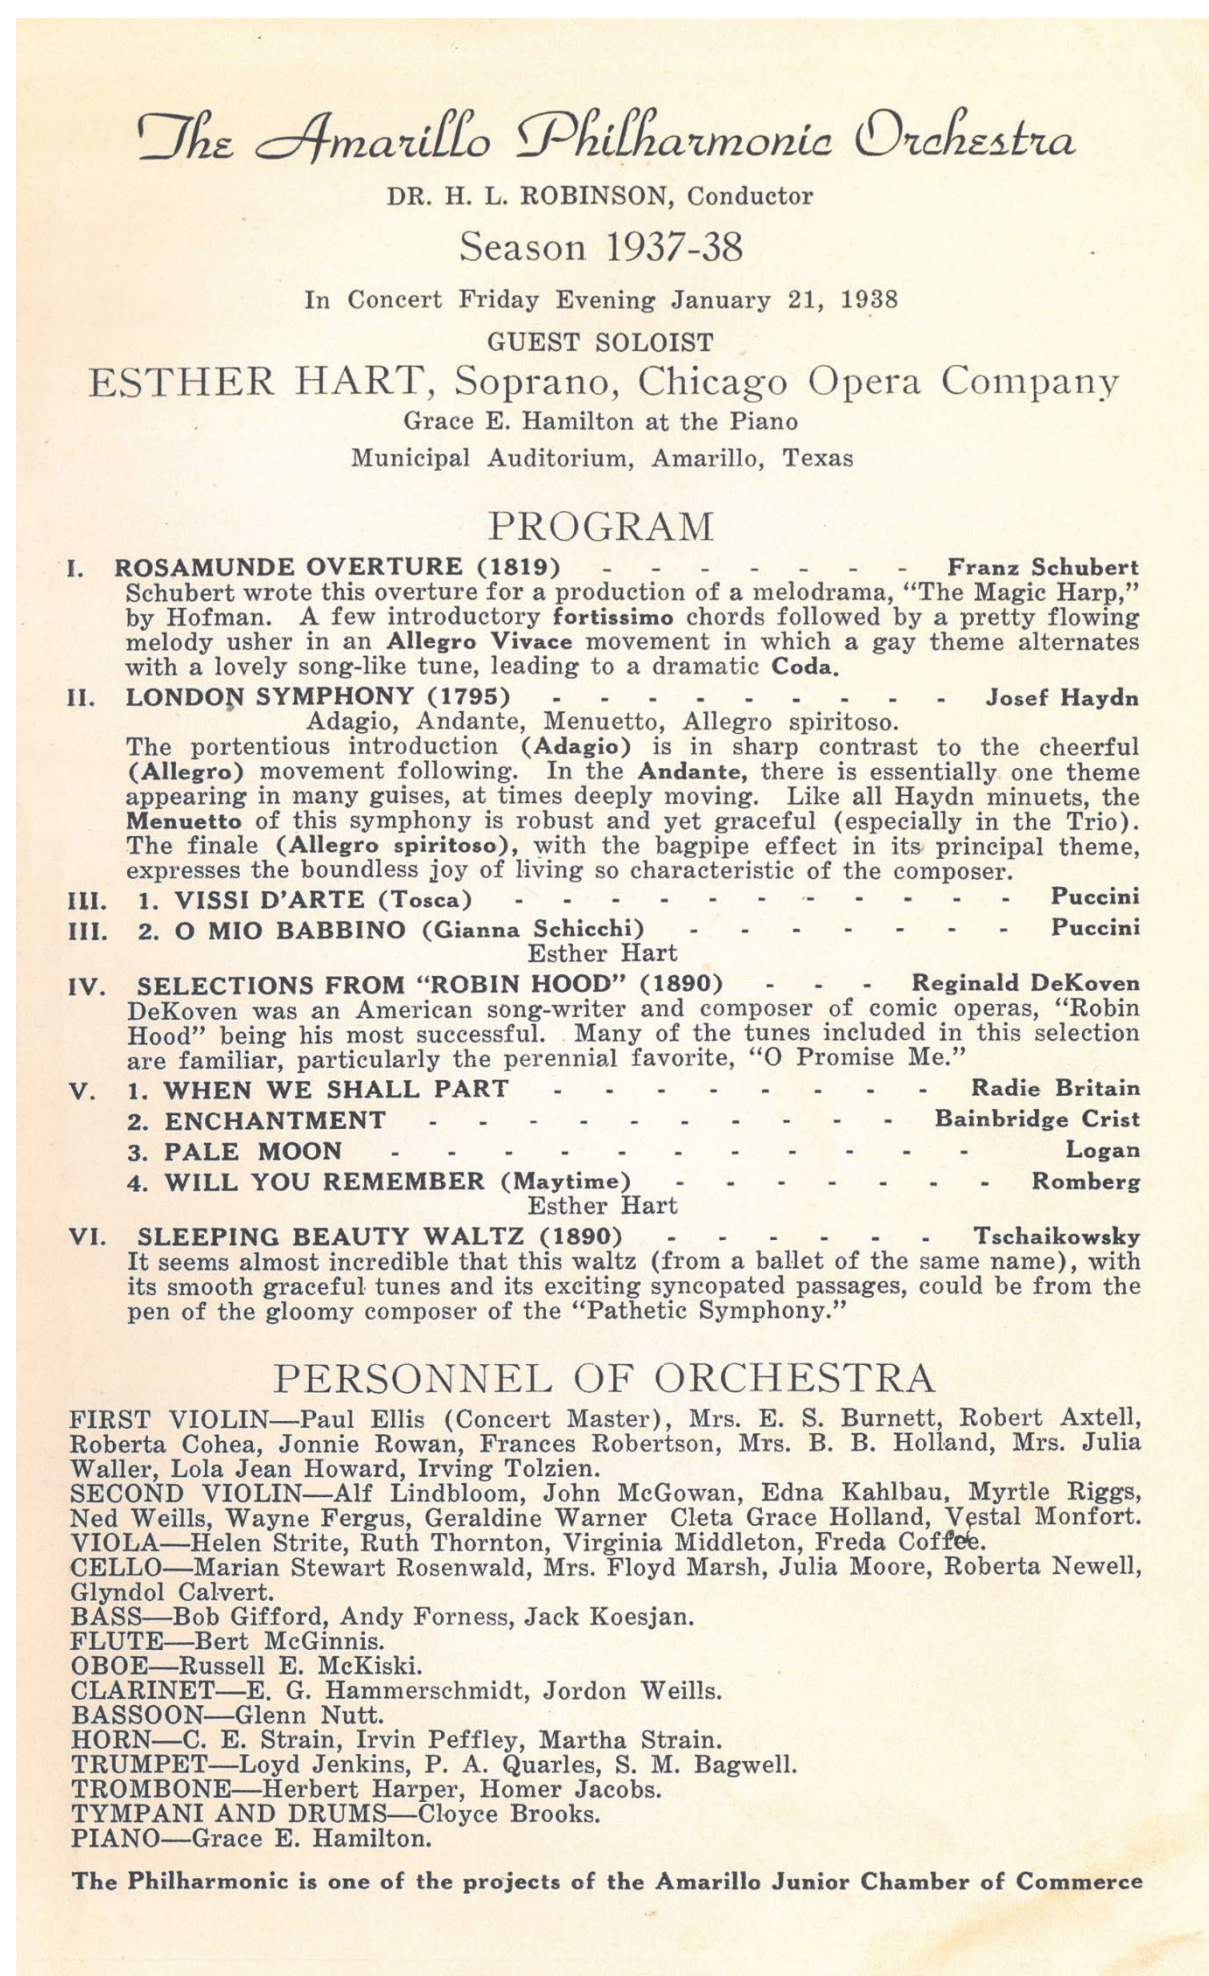 The Amarillo Philharmonic Orchestra
DR. H. L. ROBINSON, Conductor
Season 1937-38
In Concert Friday Evening January 21, 1938
GUEST SOLOIST
ESTHER HART, Soprano, Chicago Opera Company
Grace E. Hamilton at the Piano
Municipal Auditorium, Amarillo, Texas
PROGRAM
I. ROSAMUNDE OVERTURE (1819) - - - - - - - Franz Schubert
Schubert wrote this overture for a production of a melodrama, “The Magic Harp,”
by Hofman. A few introductory fortissimo chords followed by a pretty flowing
melody usher in an Allegro Vivace movement in which a gay theme alternates
with a lovely song-like tune, leading to a dramatic Coda.
II. LONDON SYMPHONY (1795) - - - - - - - - - Josef Haydn
Adagio, Andante, Menuetto, Allegro spiritoso.
The portentious introduction (Adagio) is in sharp contrast to the cheerful
(Allegro) movement following. In the Andante, there is essentially one theme
appearing in many guises, at times deeply moving. Like all Haydn minuets, the
Menuetto of this symphony is robust and yet graceful (especially in the Trio).
The finale (Allegro spiritoso), with the bagpipe effect in its principal theme,
expresses the boundless joy of living so characteristic of the composer.
III. 1. VISSI D’ARTE (Tosca) - - - - - - - - - - - Puccini
III. 2. O MIO BABBINO (Gianna Schicchi) - - - - - - - Puccini
Esther Hart
IV. SELECTIONS FROM “ROBIN HOOD” (1890) - - - Reginald DeKoven
DeKoven was an American song-writer and composer of comic operas, “Robin
Hood” being his most successful. Many of the tunes included in this selection
are familiar, particularly the perennial favorite, “O Promise Me.”
V. 1. WHEN WE SHALL PART - - - - - - - - Radie Britain
2. ENCHANTMENT - - - - - - - - - - Bainbridge Crist
3. PALE MOON - - - - - - - - - - - Logan
4. WILL YOU REMEMBER (Maytime) - - - - - - - Romberg
Esther Hart
VI. SLEEPING BEAUTY WALTZ (1890) - - - - - - Tschaikowsky
It seems almost incredible that this waltz (from a ballet of the same name), with
its smooth graceful tunes and its exciting syncopated passages, could be from the
pen of the gloomy composer of the “Pathetic Symphony.”
PERSONNEL OF ORCHESTRA
FIRST VIOLIN—Paul Ellis (Concert Master), Mrs. E. S. Burnett, Robert Axtell,
Roberta Cohea, Jonnie Rowan, Frances Robertson, Mrs. B. B. Holland, Mrs. Julia
Waller, Lola Jean Howard, Irving Tolzien.
SECOND VIOLIN—Alf Lindbloom, John McGowan, Edna Kahlbau, Myrtle Riggs,
Ned Weills, Wayne Fergus, Geraldine Warner Cleta Grace Holland, Vestal Monfort.
VIOLA—Helen Strite, Ruth Thornton, Virginia Middleton, Freda Coffee.
CELLO—Marian Stewart Rosenwald, Mrs. Floyd Marsh, Julia Moore, Roberta Newell,
Glyndol Calvert.
BASS—Bob Gifford, Andy Forness, Jack Koesjan.
FLUTE—Bert McGinnis.
OBOE—Russell E. McKiski.
CLARINET—E. G. Hammerschmidt, Jordon Weills.
BASSOON—Glenn Nutt.
HORN—C. E. Strain, Irvin Peffley, Martha Strain.
TRUMPET—Loyd Jenkins, P. A. Quarles, S. M. Bagwell.
TROMBONE—Herbert Harper, Homer Jacobs.
TYMPANI AND DRUMS—Cloyce Brooks.
PIANO—Grace E. Hamilton.
The Philharmonic is one of the projects of the Amarillo Junior Chamber of Commerce